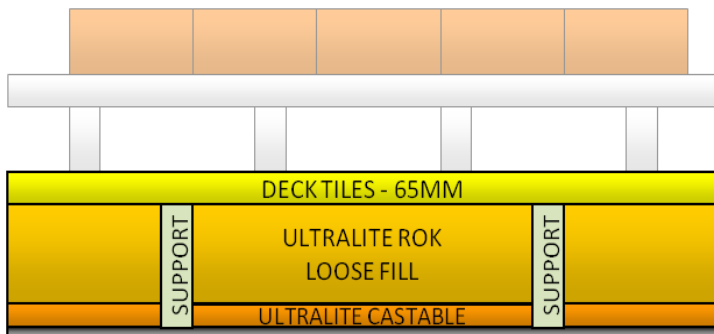 DECK TILES - 65MM
SUPPORT
ULTRALITE ROK
LOOSE FILL
SUPPORT
ULTRALITE CASTABLE